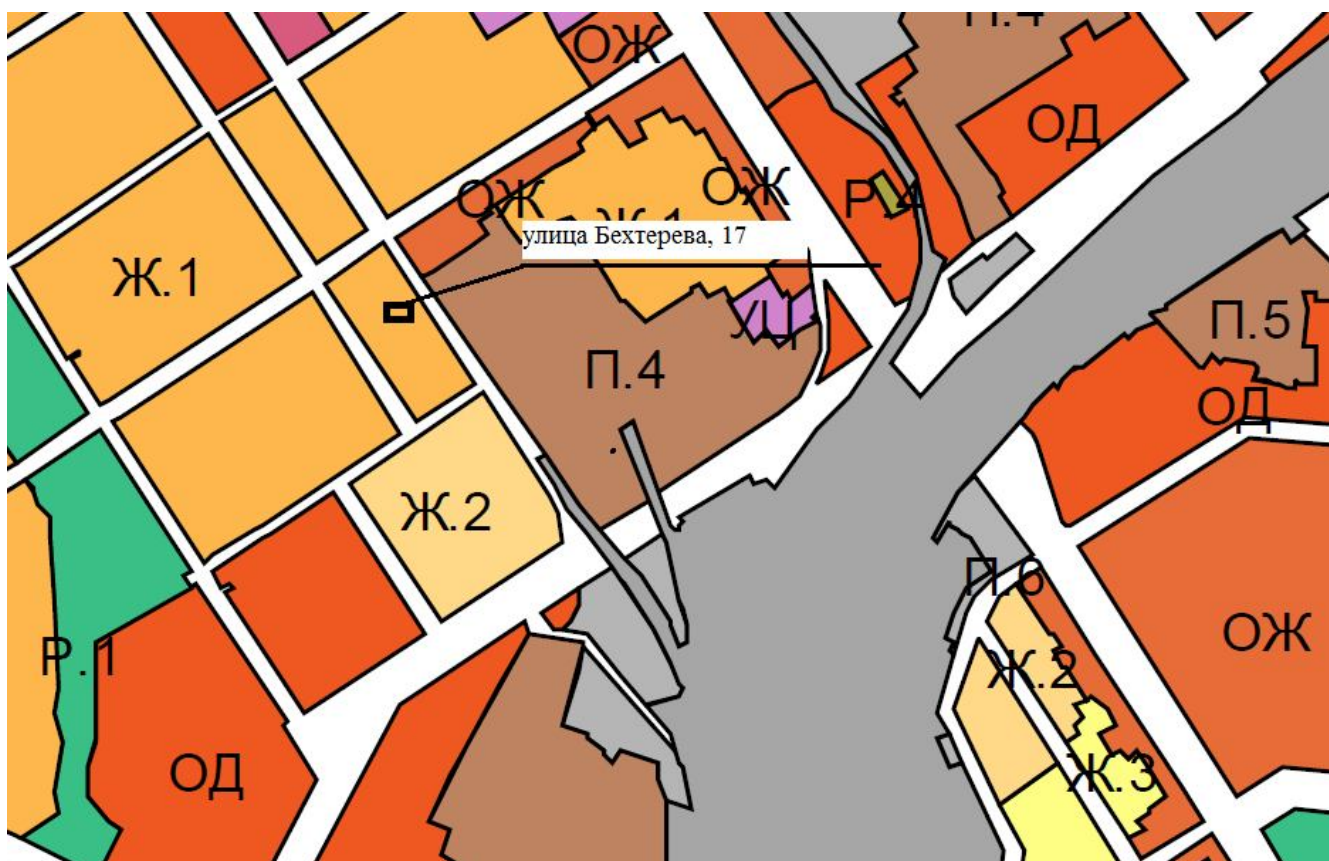 П.4
ОЖ
ОД
ОЖ
ОЖ
Р.4
Ж.1
улица Бехтерева, 17
Ж.1
УЦ
П.5
П.4
ОД
Ж.2
П.6
ОЖ
Р.1
Ж.2
ОД
Ж.3